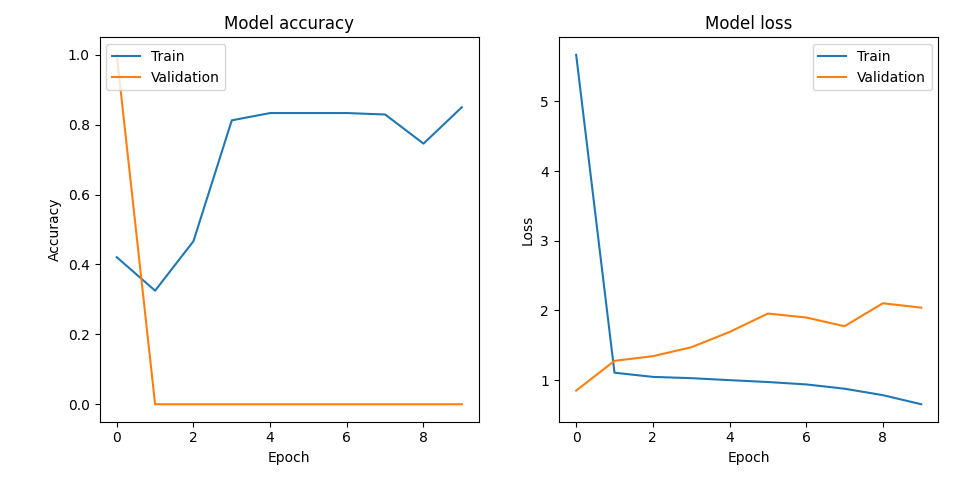 Model accuracy
Train
Validation
1.0
0.8
0.6
0.4
0.2
0.0
Accuracy
0 2 4 6 8
Epoch
Model loss
Train
Validation
5
4
3
2
1
Loss
0 2 4 6 8
Epoch